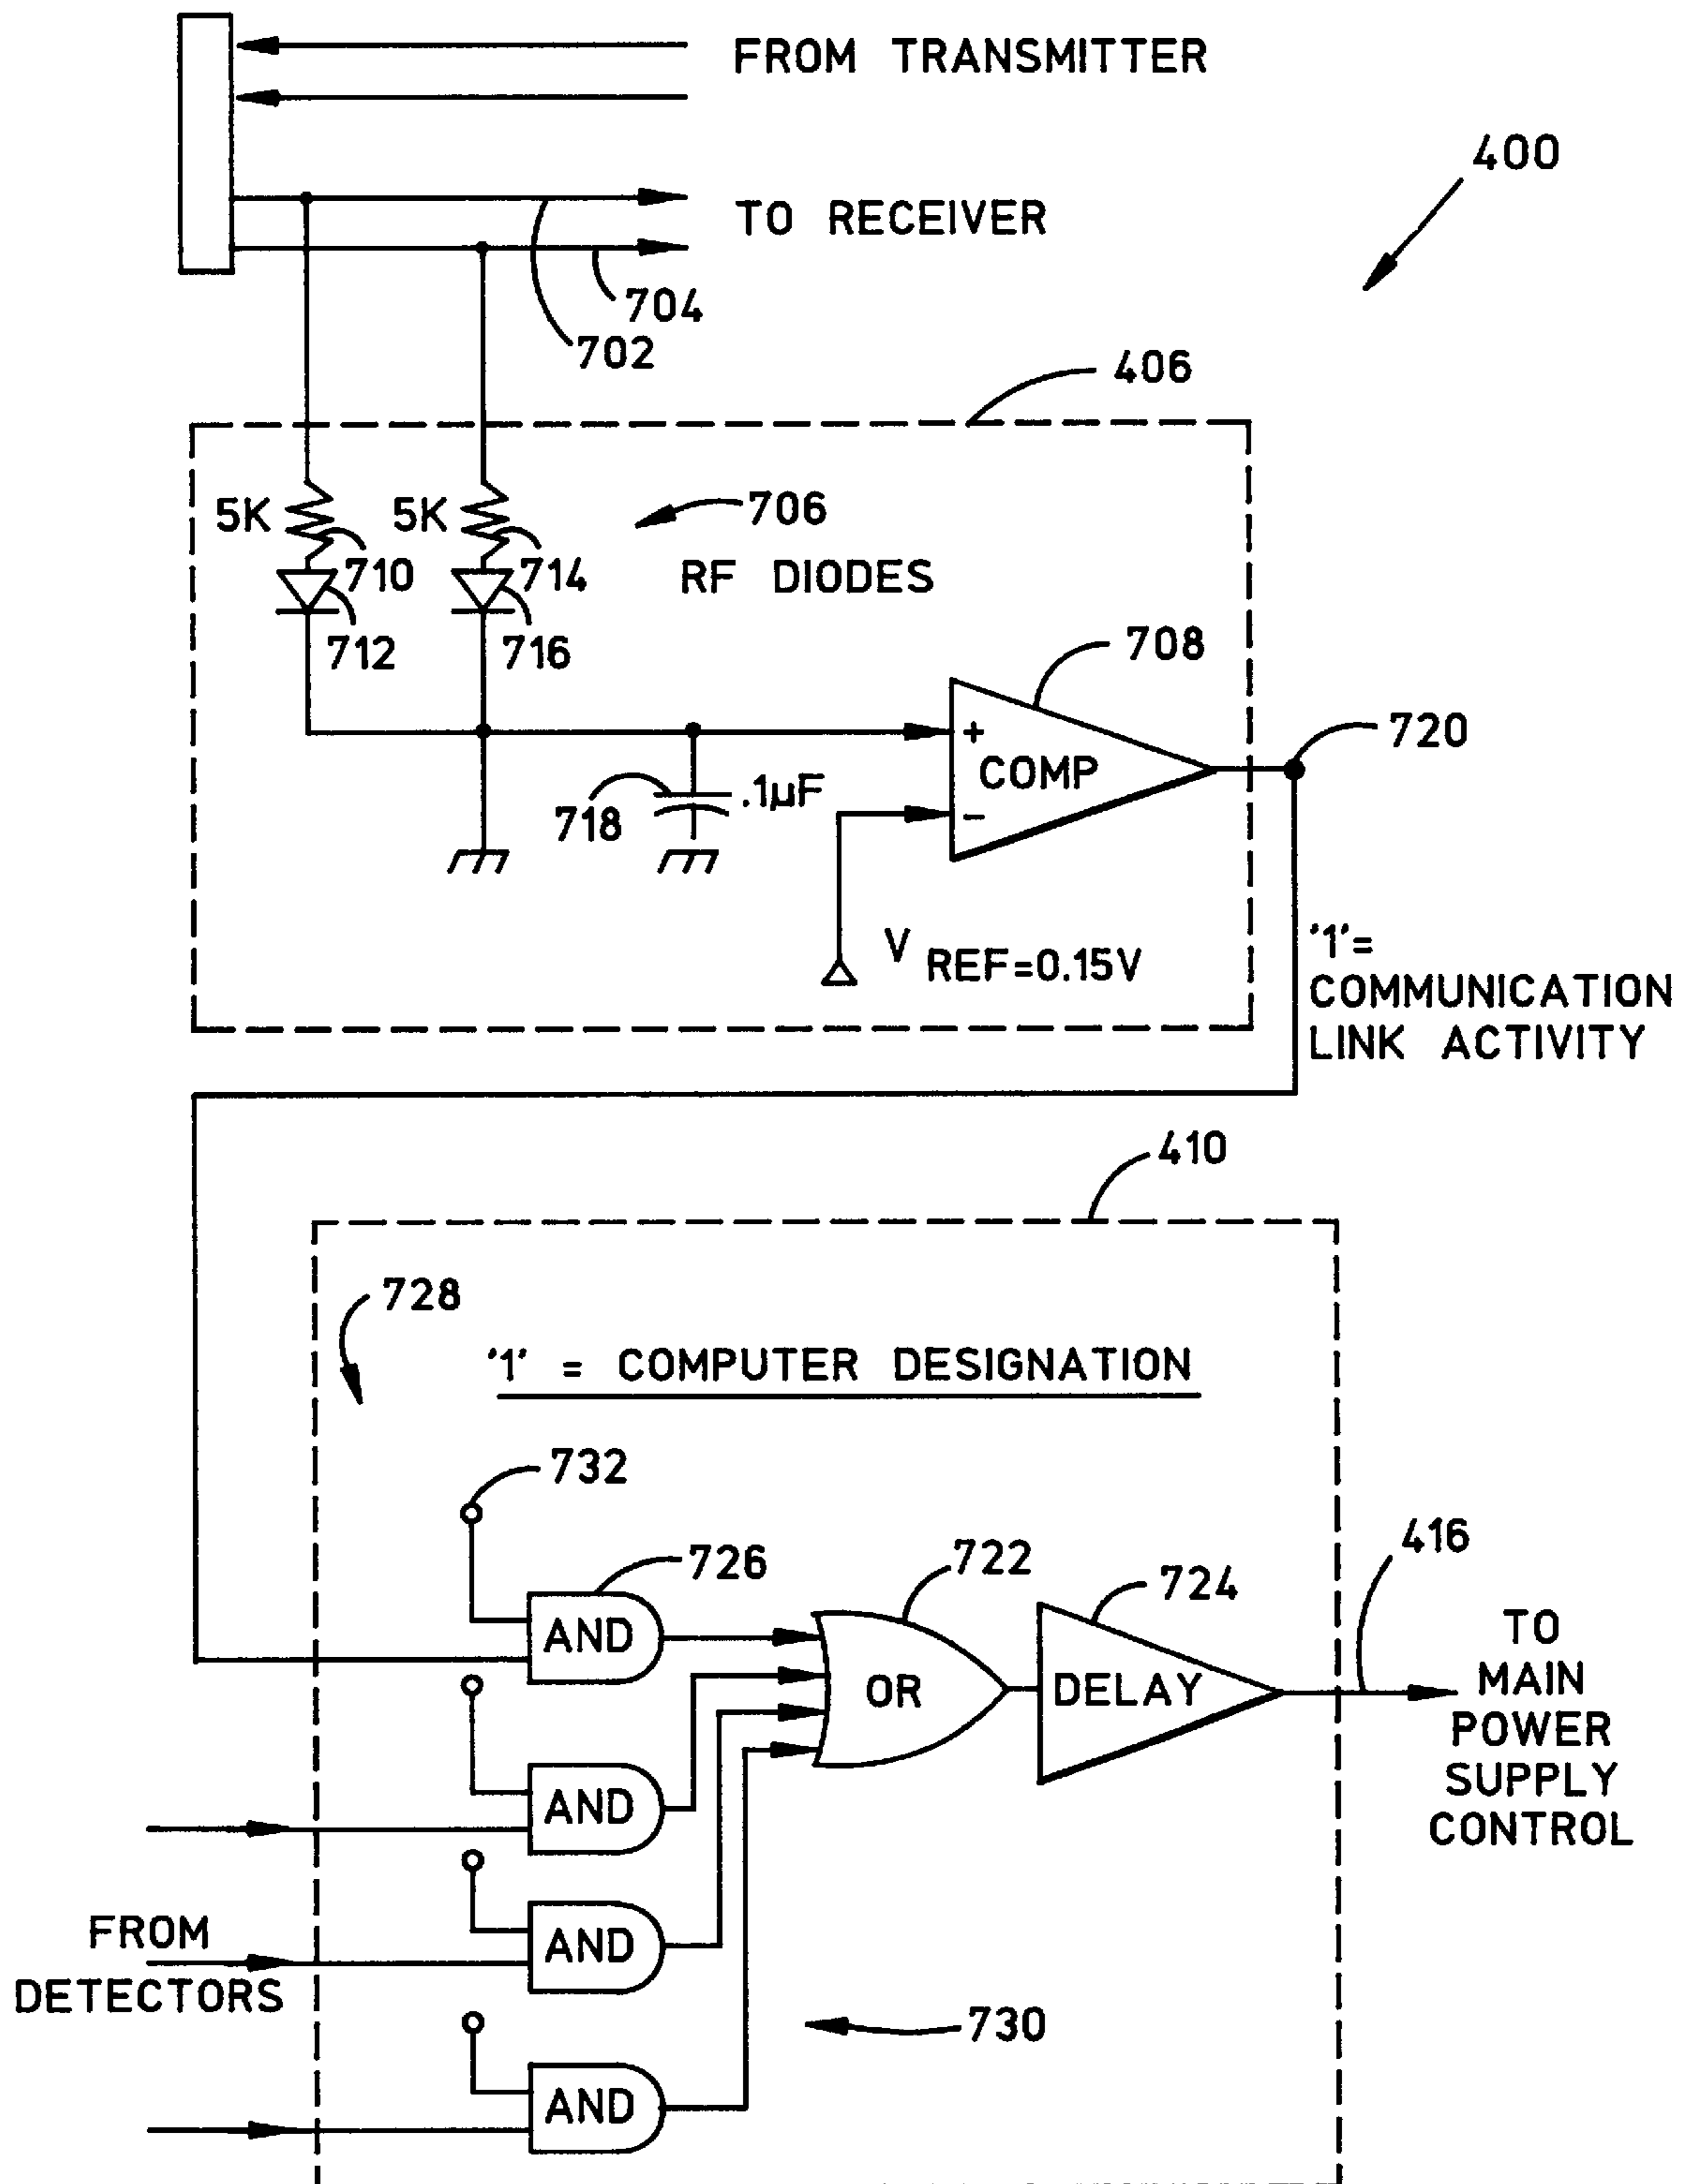 FROM TRANSMITTER
400
TO RECEIVER
704
702
406
5K
5K
706
710
714
RF DIODES
712
716
708
720
+
COMP
-
718
.1µF
V REF=0.15V
'1'=
COMMUNICATION
LINK ACTIVITY
410
728
'1' = COMPUTER DESIGNATION
732
726
722
724
416
AND
OR
DELAY
TO
MAIN
POWER
SUPPLY
CONTROL
AND
FROM
DETECTORS
AND
730
AND